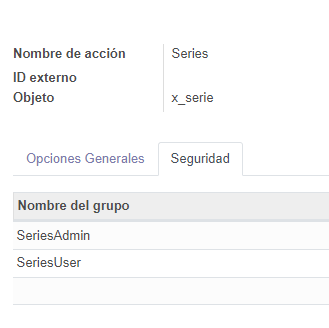 Nombre de acción Series
ID externo
Objeto x_serie
Opciones Generales Seguridad
Nombre del grupo
SeriesAdmin
SeriesUser